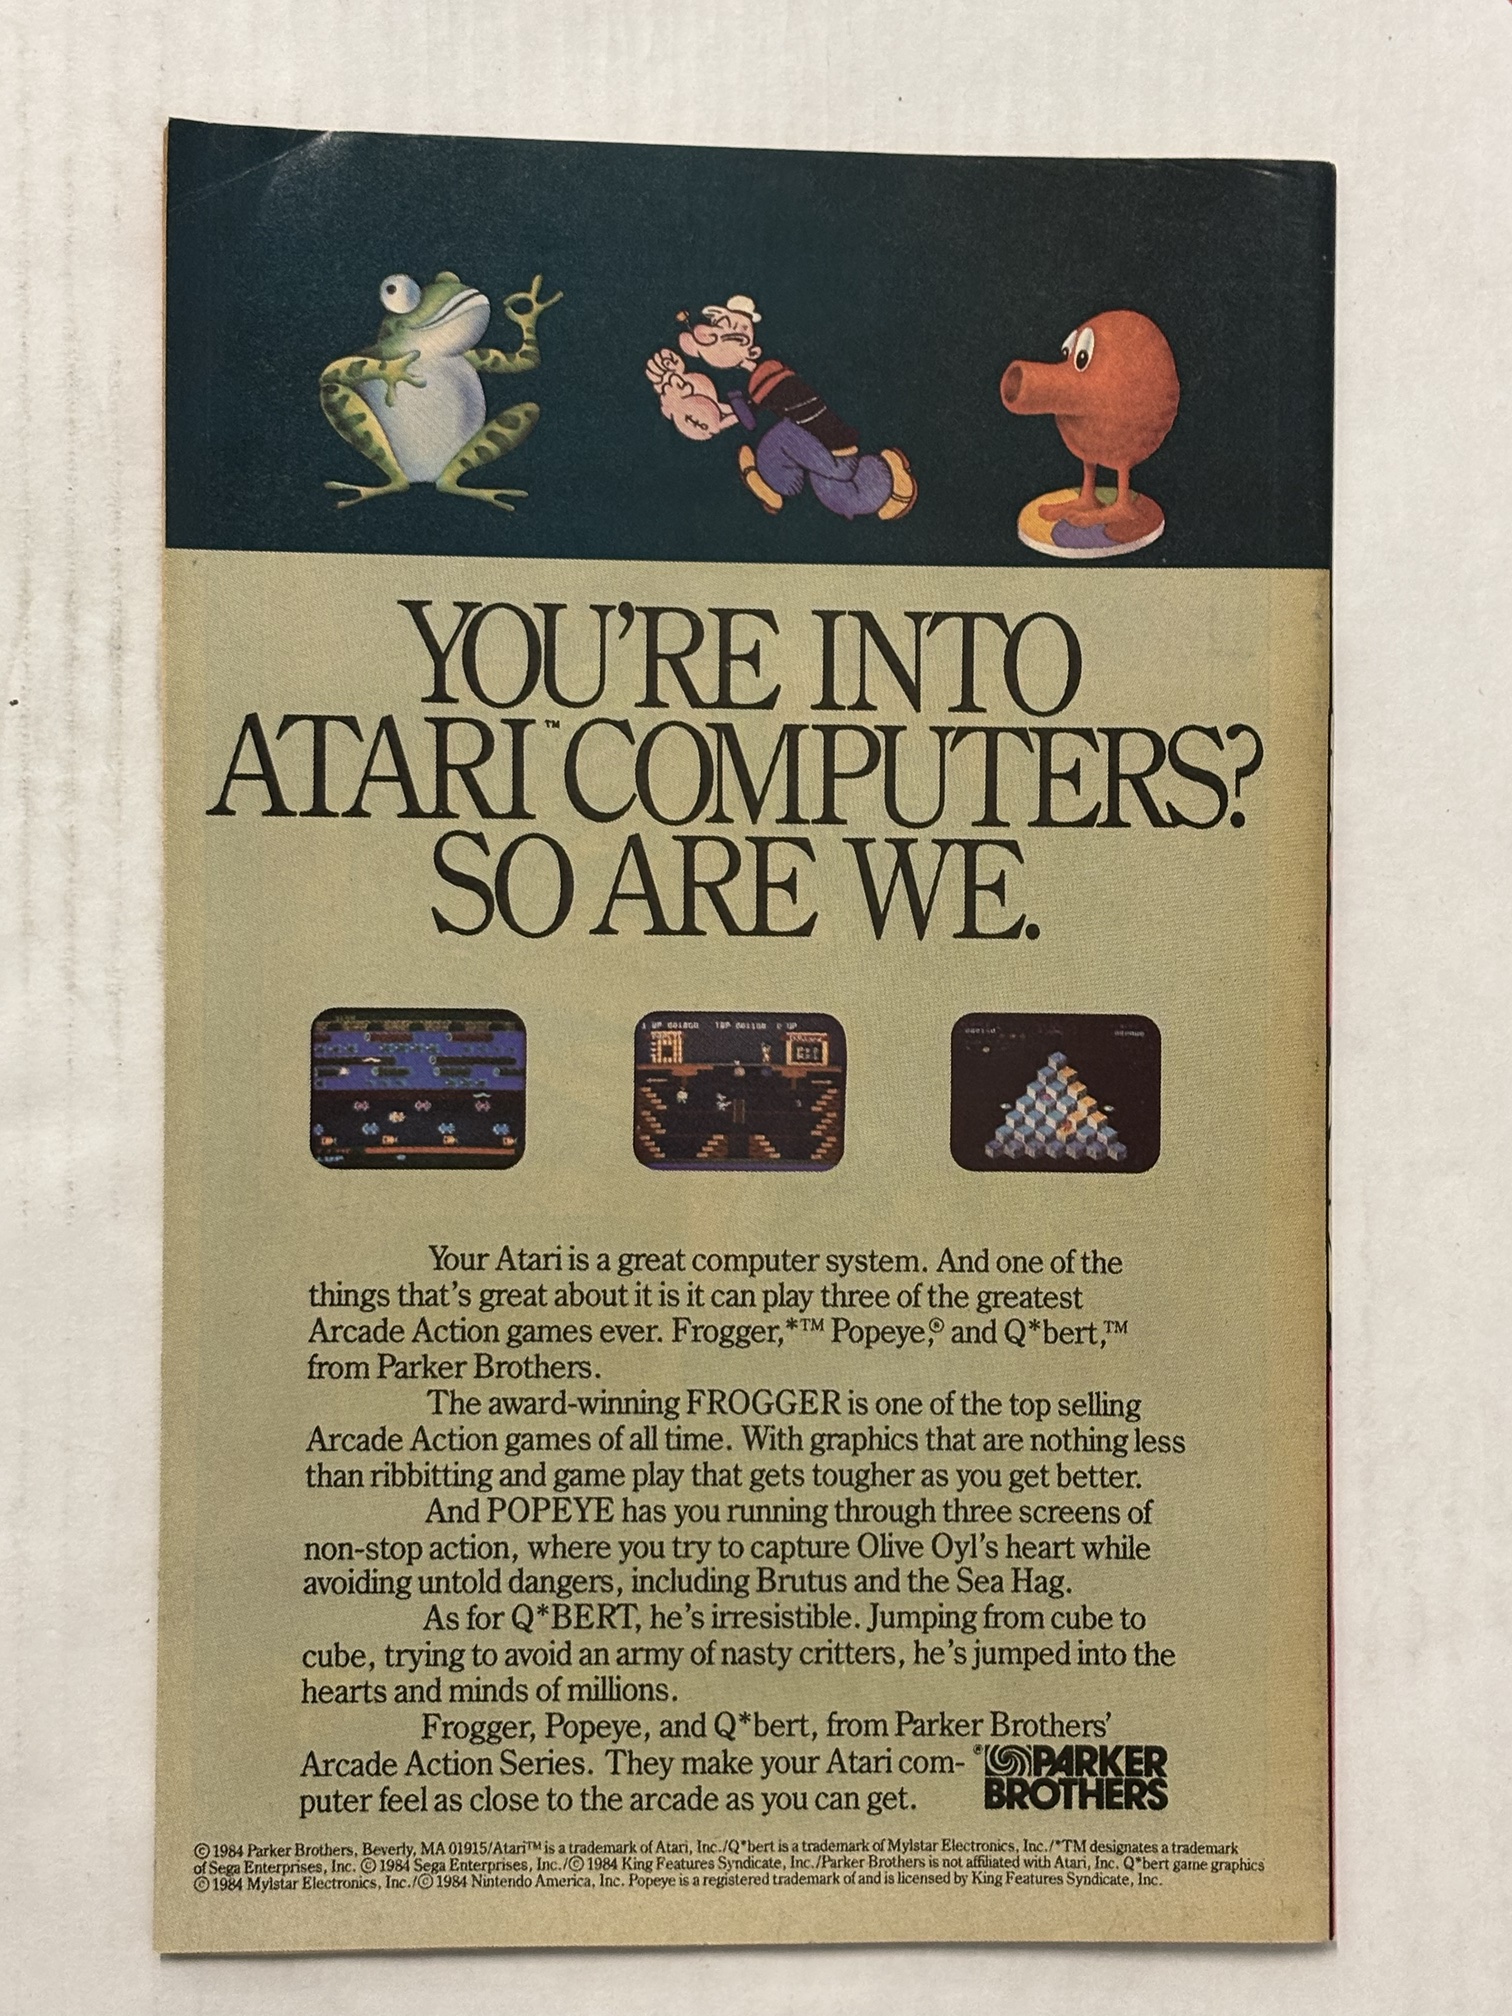 YOU'RE INTO
ATARI™ COMPUTERS?
SO ARE WE.
Your Atari is a great computer system. And one of the
things that's great about it is it can play three of the greatest
Arcade Action games ever. Frogger,*™ Popeye,® and Q*bert,™
from Parker Brothers.
The award-winning FROGGER is one of the top selling
Arcade Action games of all time. With graphics that are nothing less
than ribbitting and game play that gets tougher as you get better.
And POPEYE has you running through three screens of
non-stop action, where you try to capture Olive Oyl's heart while
avoiding untold dangers, including Brutus and the Sea Hag.
As for Q*BERT, he's irresistible. Jumping from cube to
cube, trying to avoid an army of nasty critters, he's jumped into the
hearts and minds of millions.
Frogger, Popeye, and Q*bert, from Parker Brothers'
Arcade Action Series. They make your Atari com-
puter feel as close to the arcade as you can get.
® PARKER
BROTHERS
© 1984 Parker Brothers, Beverly, MA 01915/Atari™ is a trademark of Atari, Inc./Q*bert is a trademark of Mylstar Electronics, Inc./*TM designates a trademark
of Sega Enterprises, Inc. © 1984 Sega Enterprises, Inc./© 1984 King Features Syndicate, Inc./Parker Brothers is not affiliated with Atari, Inc. Q*bert game graphics
© 1984 Mylstar Electronics, Inc./© 1984 Nintendo America, Inc. Popeye is a registered trademark of and is licensed by King Features Syndicate, Inc.